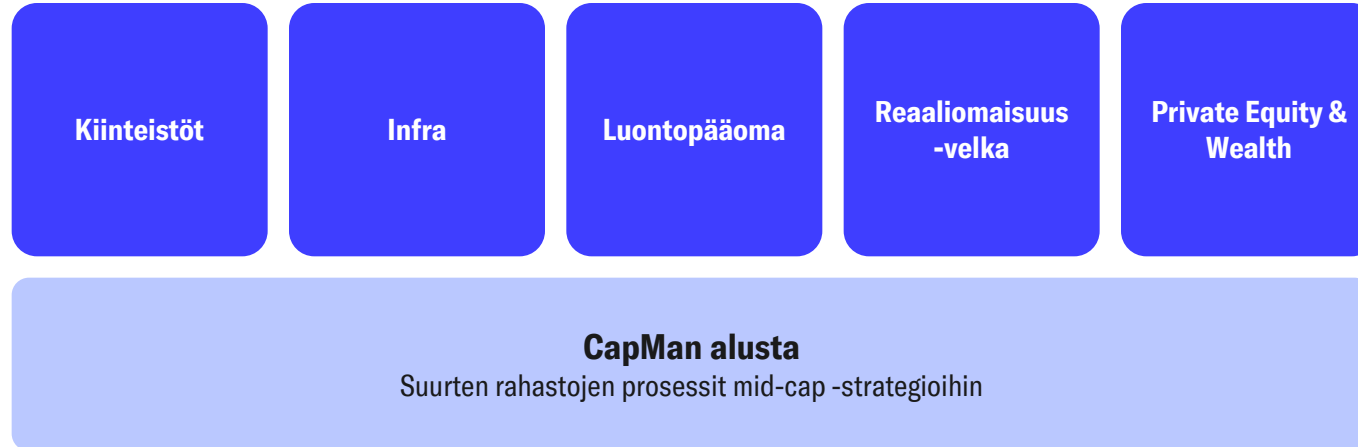 Kiinteistöt
Infra
Luontopääoma
Reaaliomaisuus
-velka
Private Equity &
Wealth
CapMan alusta
Suurten rahastojen prosessit mid-cap -strategioihin